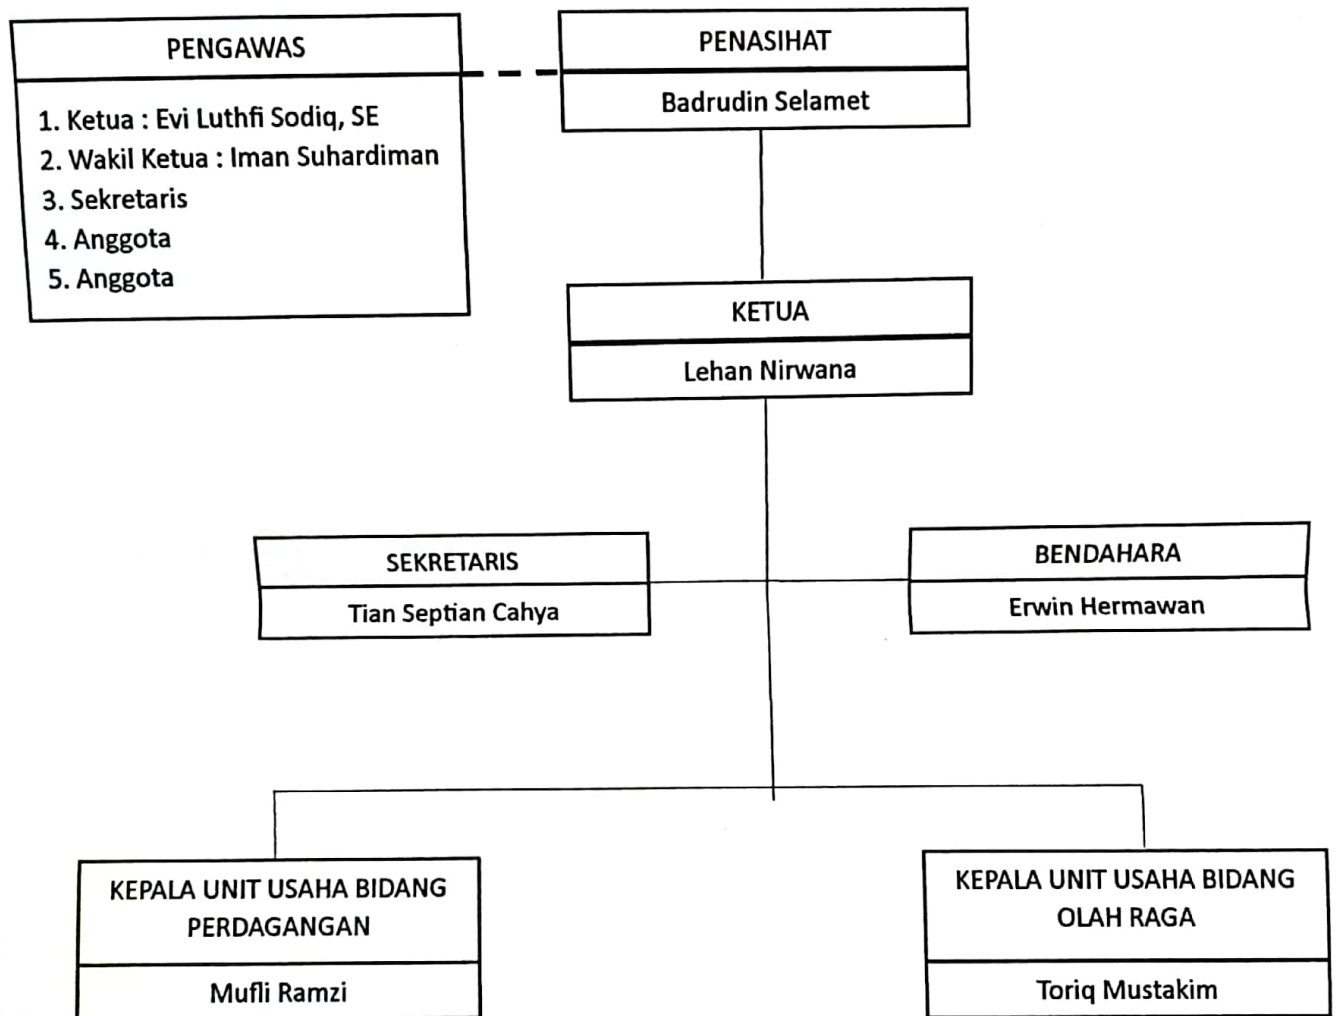 PENGAWAS
1. Ketua : Evi Luthfi Sodiq, SE
2. Wakil Ketua : Iman Suhardiman
3. Sekretaris
4. Anggota
5. Anggota
PENASIHAT
Badrudin Selamet
KETUA
Lehan Nirwana
SEKRETARIS
Tian Septian Cahya
BENDAHARA
Erwin Hermawan
KEPALA UNIT USAHA BIDANG
PERDAGANGAN
Mufli Ramzi
KEPALA UNIT USAHA BIDANG
OLAH RAGA
Toriq Mustakim